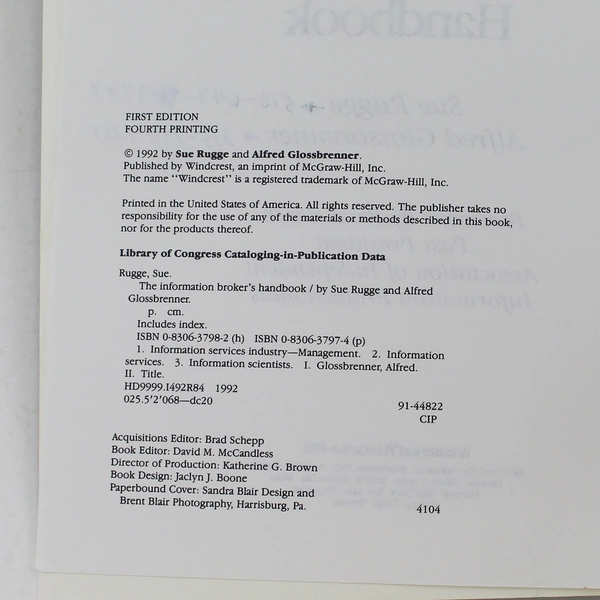 Handbook
FIRST EDITION
FOURTH PRINTING
© 1992 by Sue Rugge and Alfred Glossbrenner.
Published by Windcrest, an imprint of McGraw-Hill, Inc.
The name "Windcrest" is a registered trademark of McGraw-Hill, Inc.
Printed in the United States of America. All rights reserved. The publisher takes no
responsibility for the use of any of the materials or methods described in this book,
nor for the products thereof.
Library of Congress Cataloging-in-Publication Data
Rugge, Sue.
The information broker's handbook / by Sue Rugge and Alfred
Glossbrenner.
p. cm.
Includes index.
ISBN 0-8306-3798-2 (h) ISBN 0-8306-3797-4 (p)
1. Information services industry—Management. 2. Information
services. 3. Information scientists. I. Glossbrenner, Alfred.
II. Title.
HD9999.I492R84 1992
025.5'2'068—dc20 91-44822
CIP
Acquisitions Editor: Brad Schepp
Book Editor: David M. McCandless
Director of Production: Katherine G. Brown
Book Design: Jaclyn J. Boone
Paperbound Cover: Sandra Blair Design and
Brent Blair Photography, Harrisburg, Pa. 4104